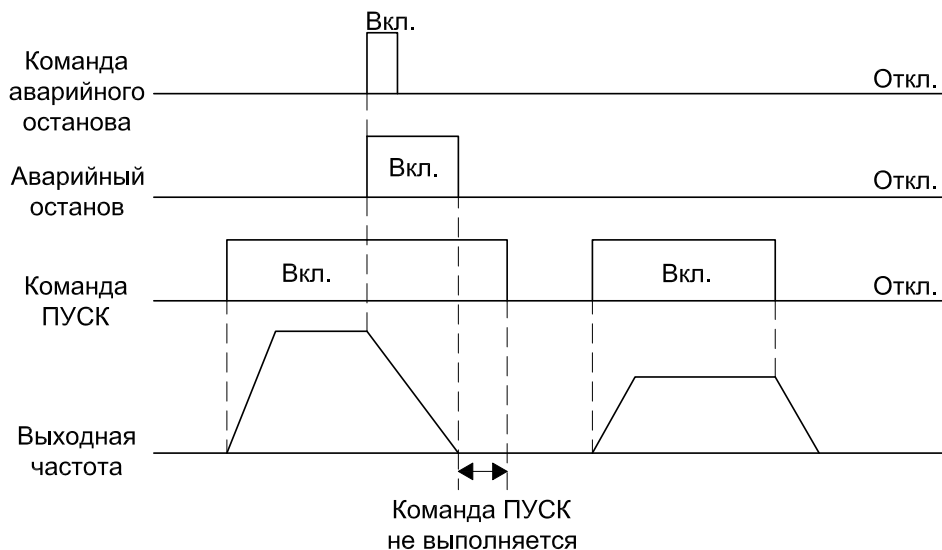 Вкл.
Команда
аварийного
останова
Откл.
Аварийный
останов
Вкл.
Откл.
Команда
ПУСК
Вкл.
Вкл.
Откл.
Выходная
частота
Команда ПУСК
не выполняется